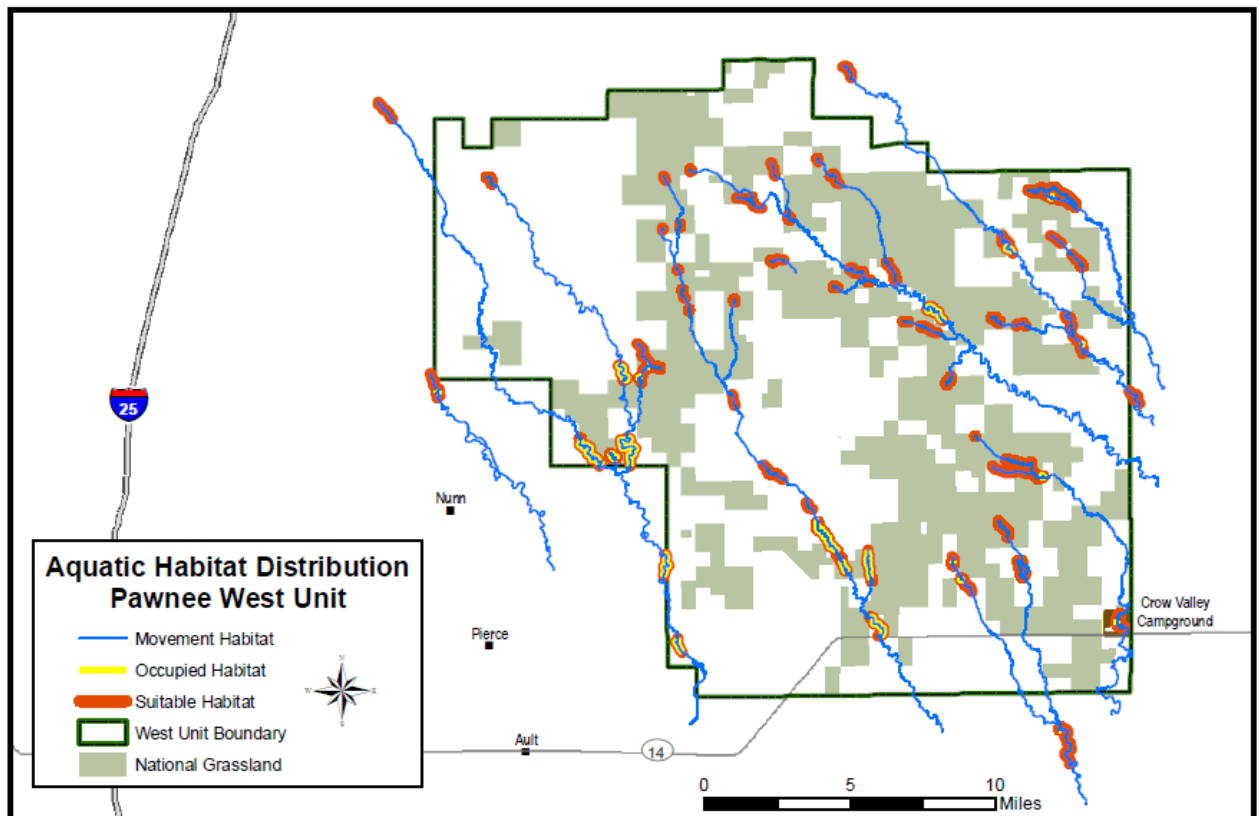 25
Nunn
Aquatic Habitat Distribution
Pawnee West Unit
Movement Habitat
Occupied Habitat
Suitable Habitat
West Unit Boundary
National Grassland
N
W
E
S
Pierce
Ault
14
Crow Valley
Campground
0
5
10
Miles